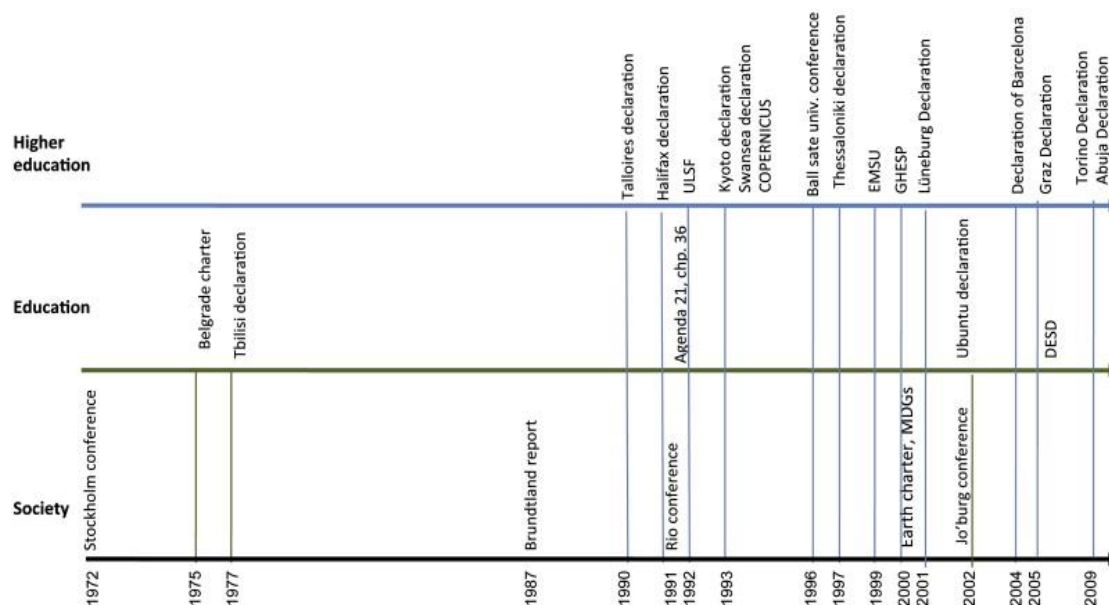 Higher
education
Talloires declaration
Halifax declaration
ULSF
Kyoto declaration
Swansea declaration
COPERNICUS
Ball sate univ. conference
Thessaloniki declaration
EMSU
GHESP
Lüneburg Declaration
Declaration of Barcelona
Graz Declaration
Torino Declaration
Abuja Declaration
Education
Belgrade charter
Tbilisi declaration
Agenda 21, chp. 36
Ubuntu declaration
DESD
Society
Stockholm conference
Brundtland report
Rio conference
Earth charter, MDGs
Jo'burg conference
1972
1975
1977
1987
1990
1991
1992
1993
1996
1997
1999
2000
2001
2002
2004
2005
2009